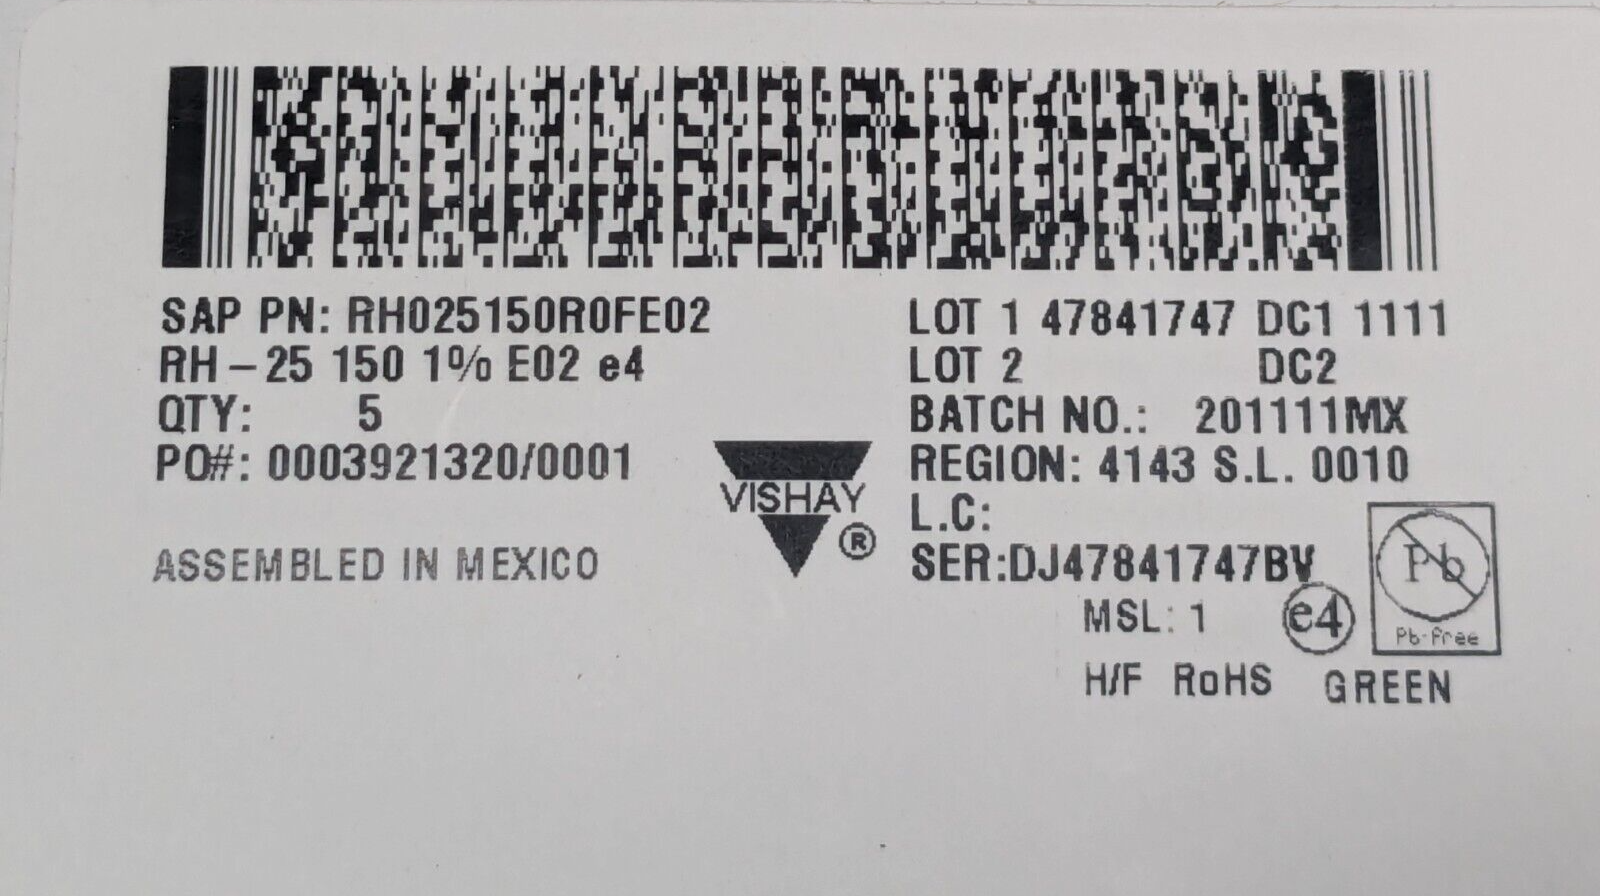 SAP PN: RH025150R0FE02
RH-25 150 1% E02 e4
QTY: 5
PO#: 0003921320/0001
ASSEMBLED IN MEXICO
VISHAY
®
LOT 1 47841747 DC1 1111
LOT 2 DC2
BATCH NO.: 201111MX
REGION: 4143 S.L. 0010
L.C:
SER:DJ47841747BV
MSL: 1
e4
Pb
Pb-free
H/F RoHS GREEN